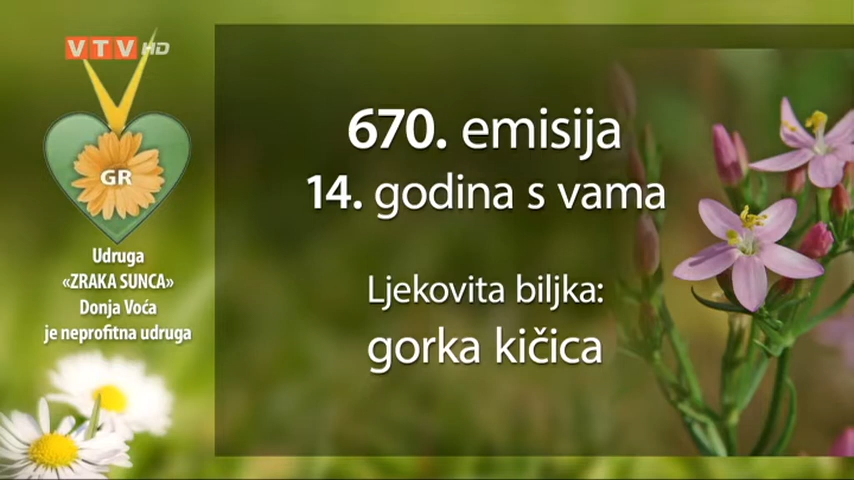 VTV HD
GR
Udruga
«ZRAKA SUNCA»
Donja Voća
je neprofitna udruga
670. emisija
14. godina s vama
Ljekovita biljka:
gorka kičica